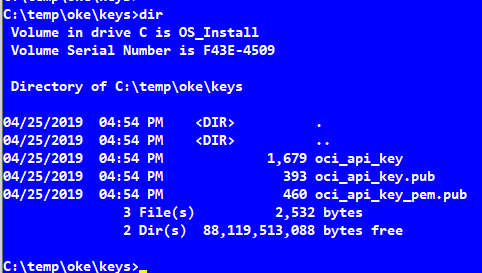 C:\temp\oke\keys>dir
 Volume in drive C is OS_Install
 Volume Serial Number is F43E-4509

 Directory of C:\temp\oke\keys

04/25/2019  04:54 PM    <DIR>          .
04/25/2019  04:54 PM    <DIR>          ..
04/25/2019  04:54 PM             1,679 oci_api_key
04/25/2019  04:54 PM               393 oci_api_key.pub
04/25/2019  04:54 PM               460 oci_api_key_pem.pub
               3 File(s)          2,532 bytes
               2 Dir(s)  88,119,513,088 bytes free

C:\temp\oke\keys>